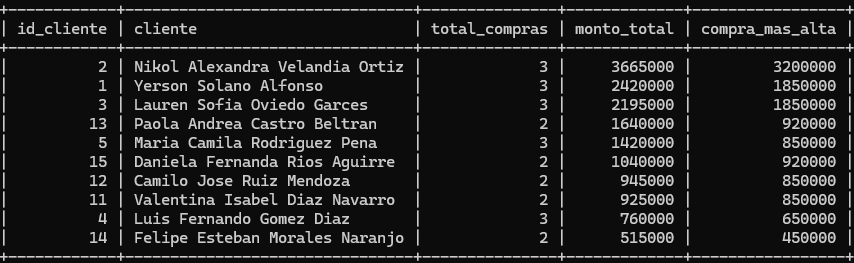 | id_cliente | cliente | total_compras | monto_total | compra_mas_alta |
| 2 | Nikol Alexandra Velandia Ortiz | 3 | 3665000 | 3200000 |
| 1 | Yerson Solano Alfonso | 3 | 2420000 | 1850000 |
| 3 | Lauren Sofia Oviedo Garces | 3 | 2195000 | 1850000 |
| 13 | Paola Andrea Castro Beltran | 2 | 1640000 | 920000 |
| 5 | Maria Camila Rodriguez Pena | 3 | 1420000 | 850000 |
| 15 | Daniela Fernanda Rios Aguirre | 2 | 1040000 | 920000 |
| 12 | Camilo Jose Ruiz Mendoza | 2 | 945000 | 850000 |
| 11 | Valentina Isabel Diaz Navarro | 2 | 925000 | 850000 |
| 4 | Luis Fernando Gomez Diaz | 3 | 760000 | 650000 |
| 14 | Felipe Esteban Morales Naranjo | 2 | 515000 | 450000 |